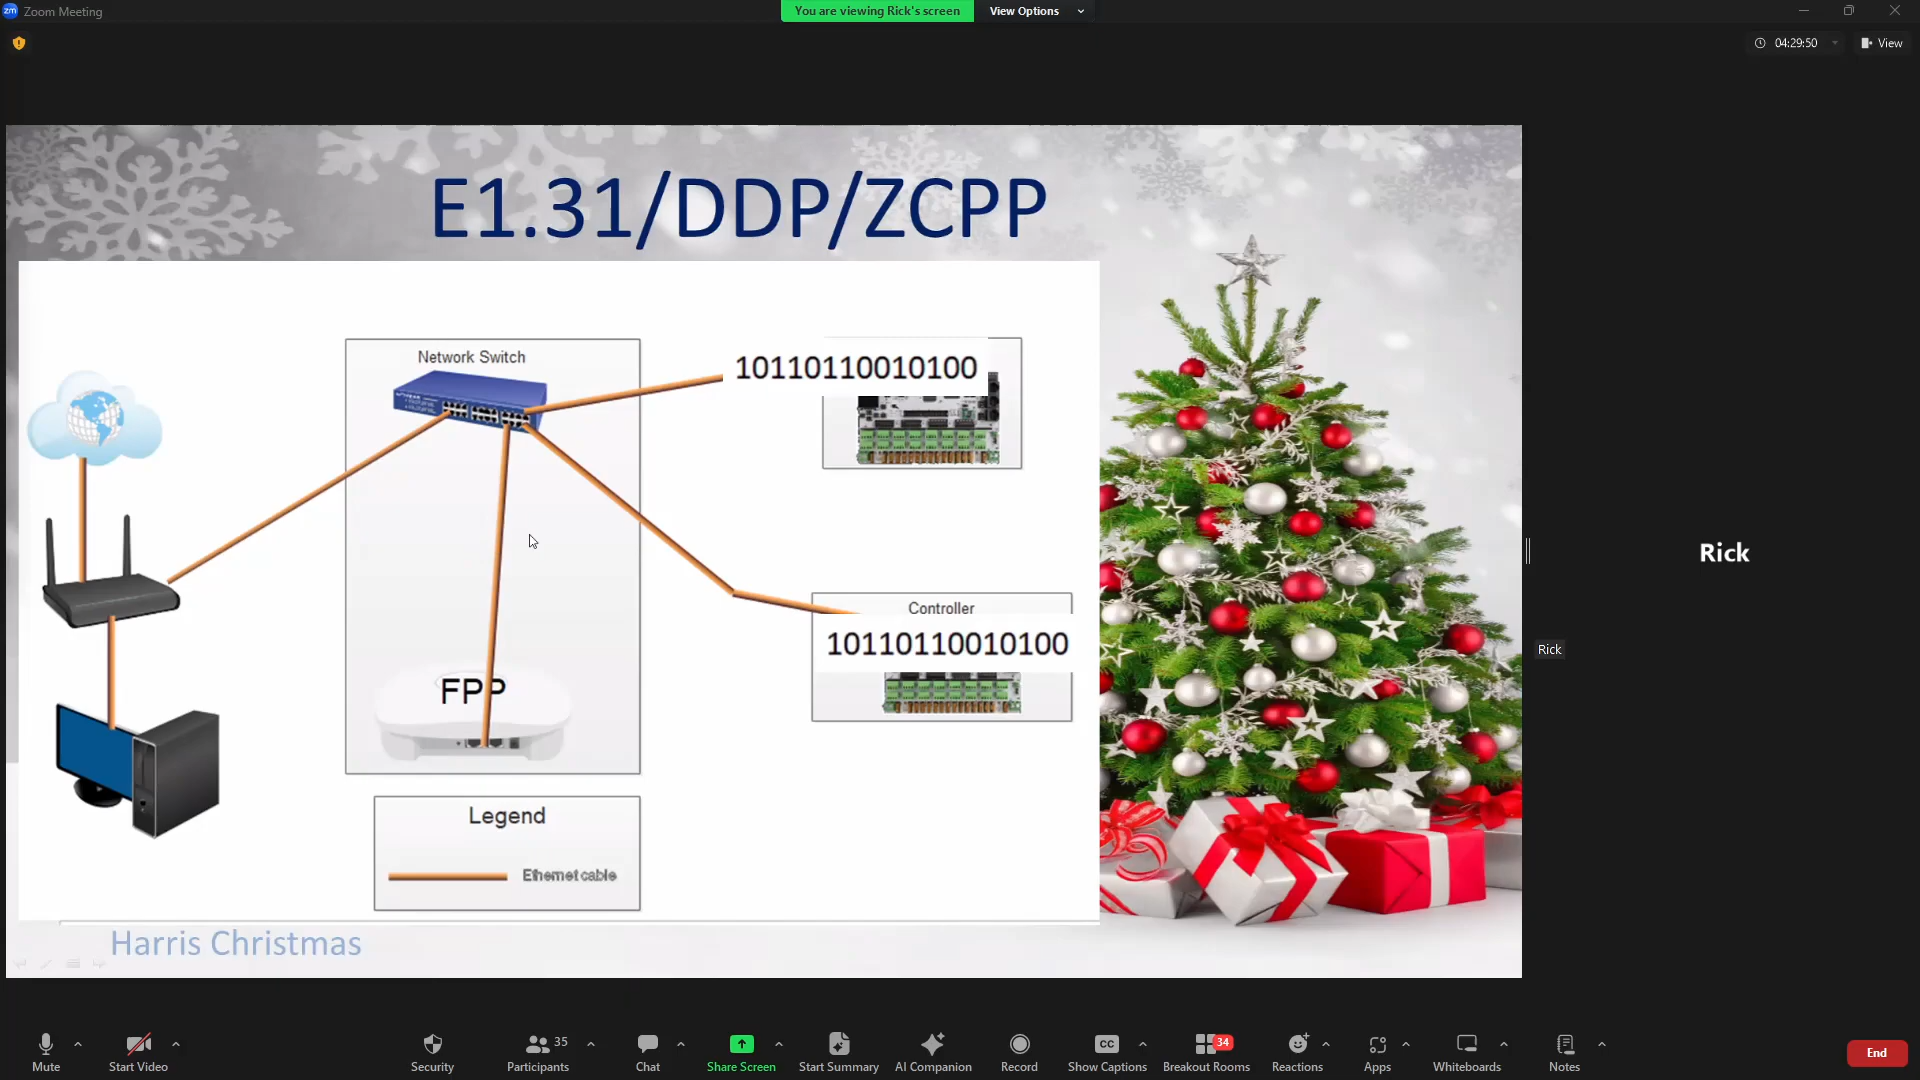 zm Zoom Meeting
You are viewing Rick's screen
View Options
04:29:50
View
E1.31/DDP/ZCPP
Network Switch
10110110010100
Controller
10110110010100
FPP
Legend
Ethernet cable
Harris Christmas
Rick
Rick
Mute
Start Video
Security
Participants
35
Chat
Share Screen
Start Summary
AI Companion
Record
CC
Show Captions
34
Breakout Rooms
Reactions
Apps
Whiteboards
Notes
End